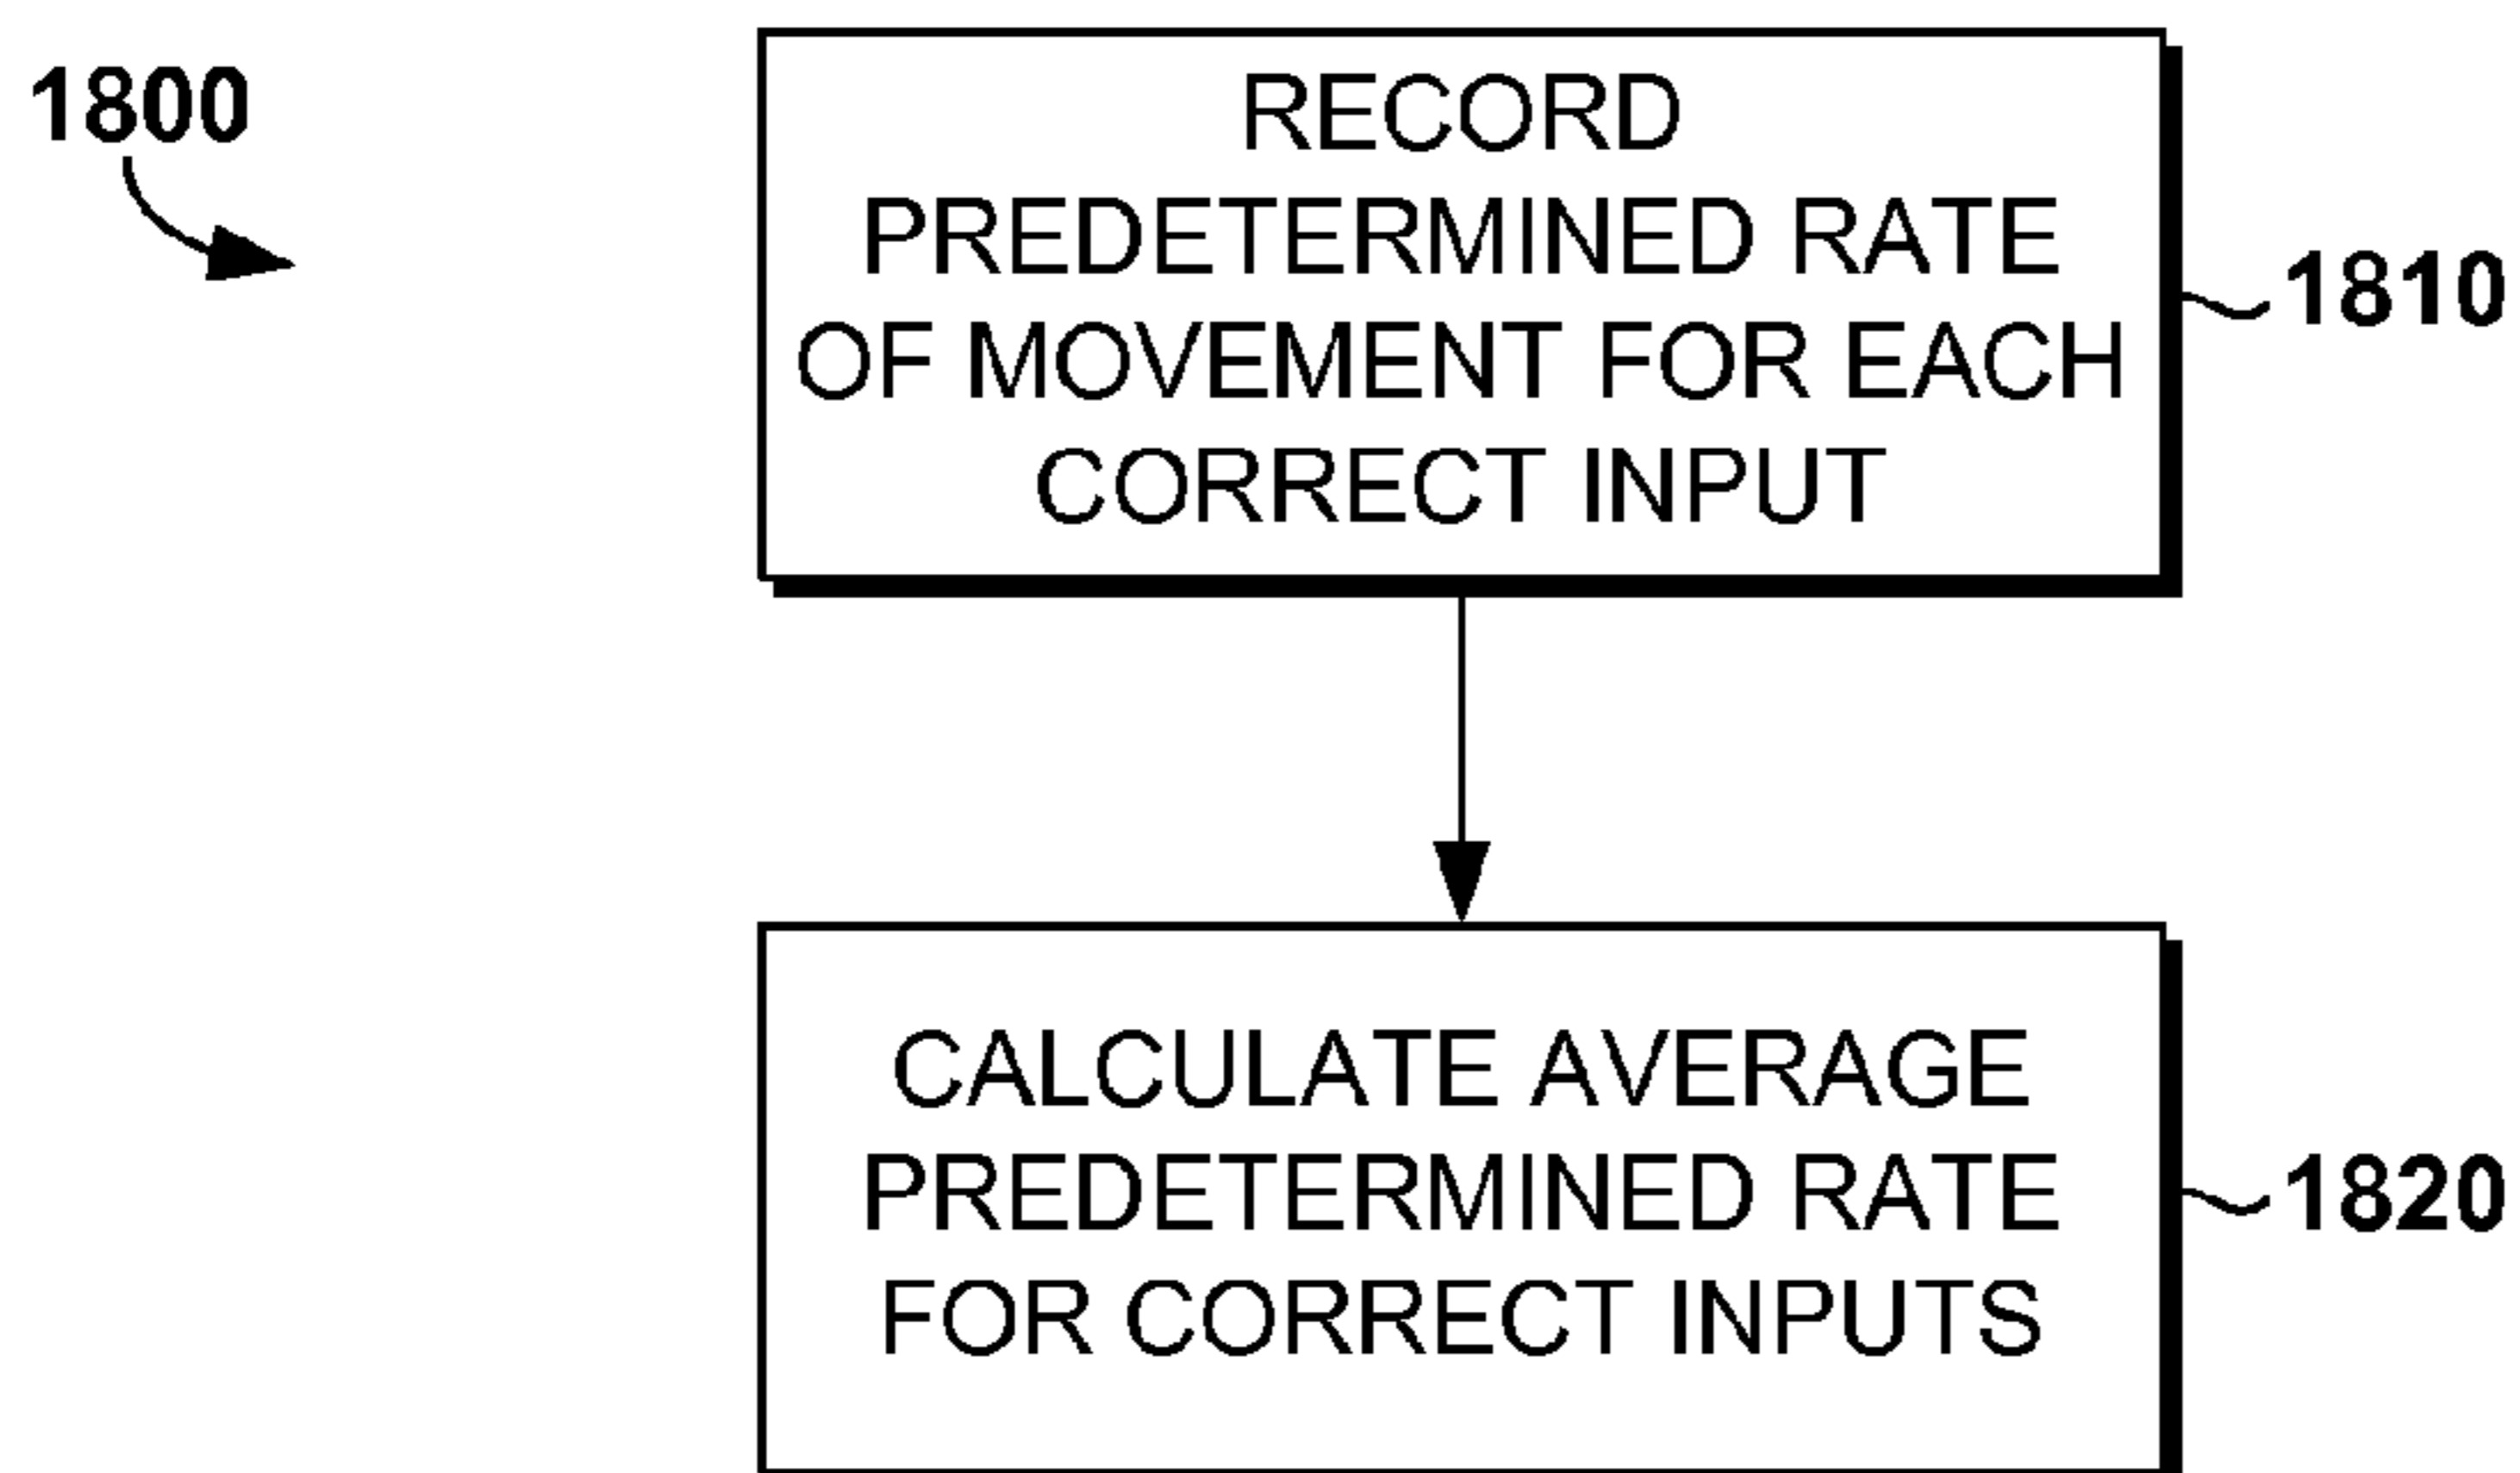 1800
RECORD
PREDETERMINED RATE
OF MOVEMENT FOR EACH
CORRECT INPUT
1810
CALCULATE AVERAGE
PREDETERMINED RATE
FOR CORRECT INPUTS
1820